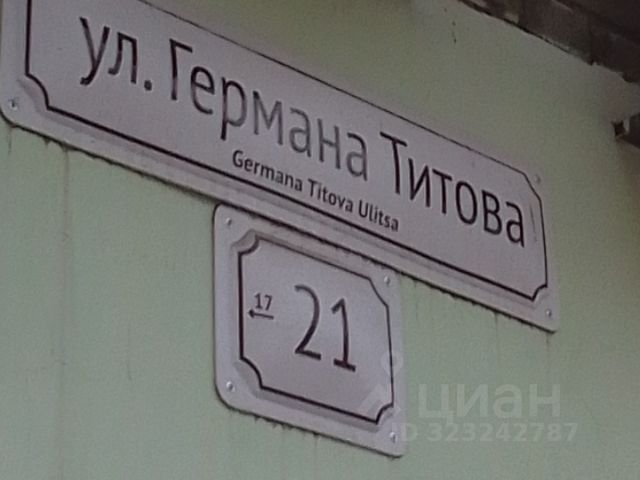 ул. Германа Титова
Germana Titova Ulitsa
17
← 21
циан
ID 323242787